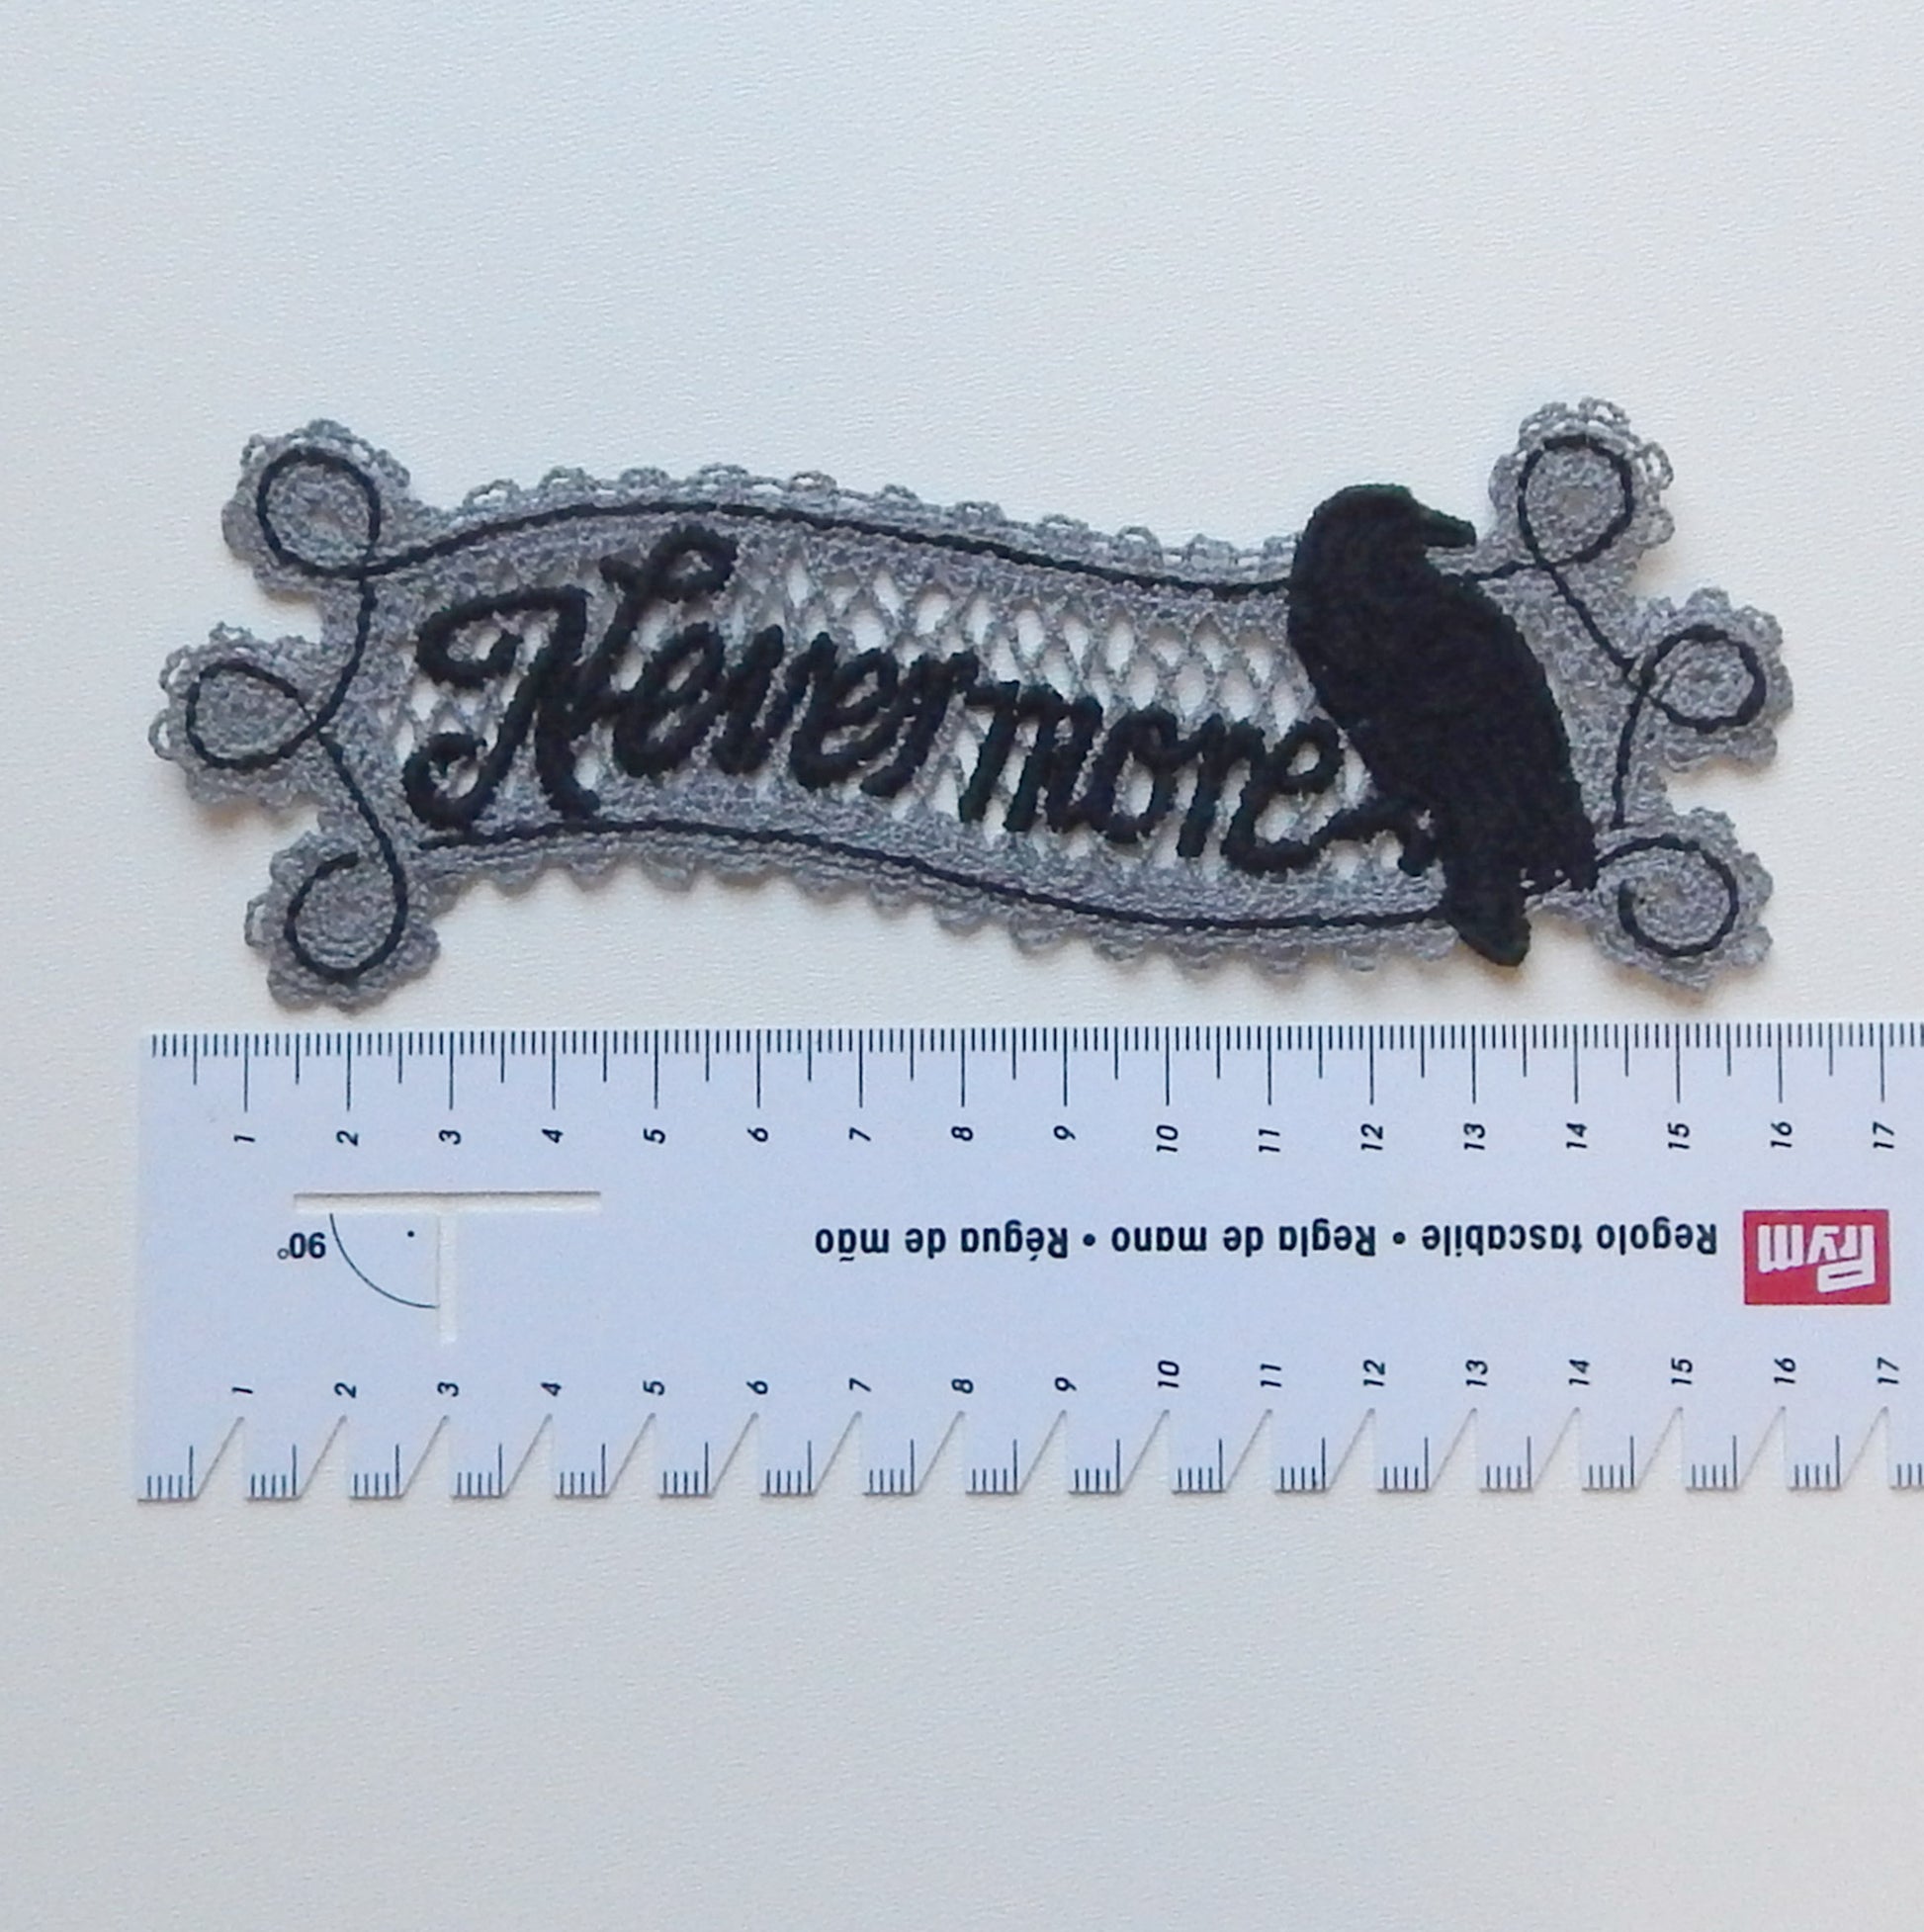 Nevermore
1 2 3 4 5 6 7 8 9 10 11 12 13 14 15 16 17
90°
Prym Regolo tascabile • Regla de mano • Régua de mão
1 2 3 4 5 6 7 8 9 10 11 12 13 14 15 16 17